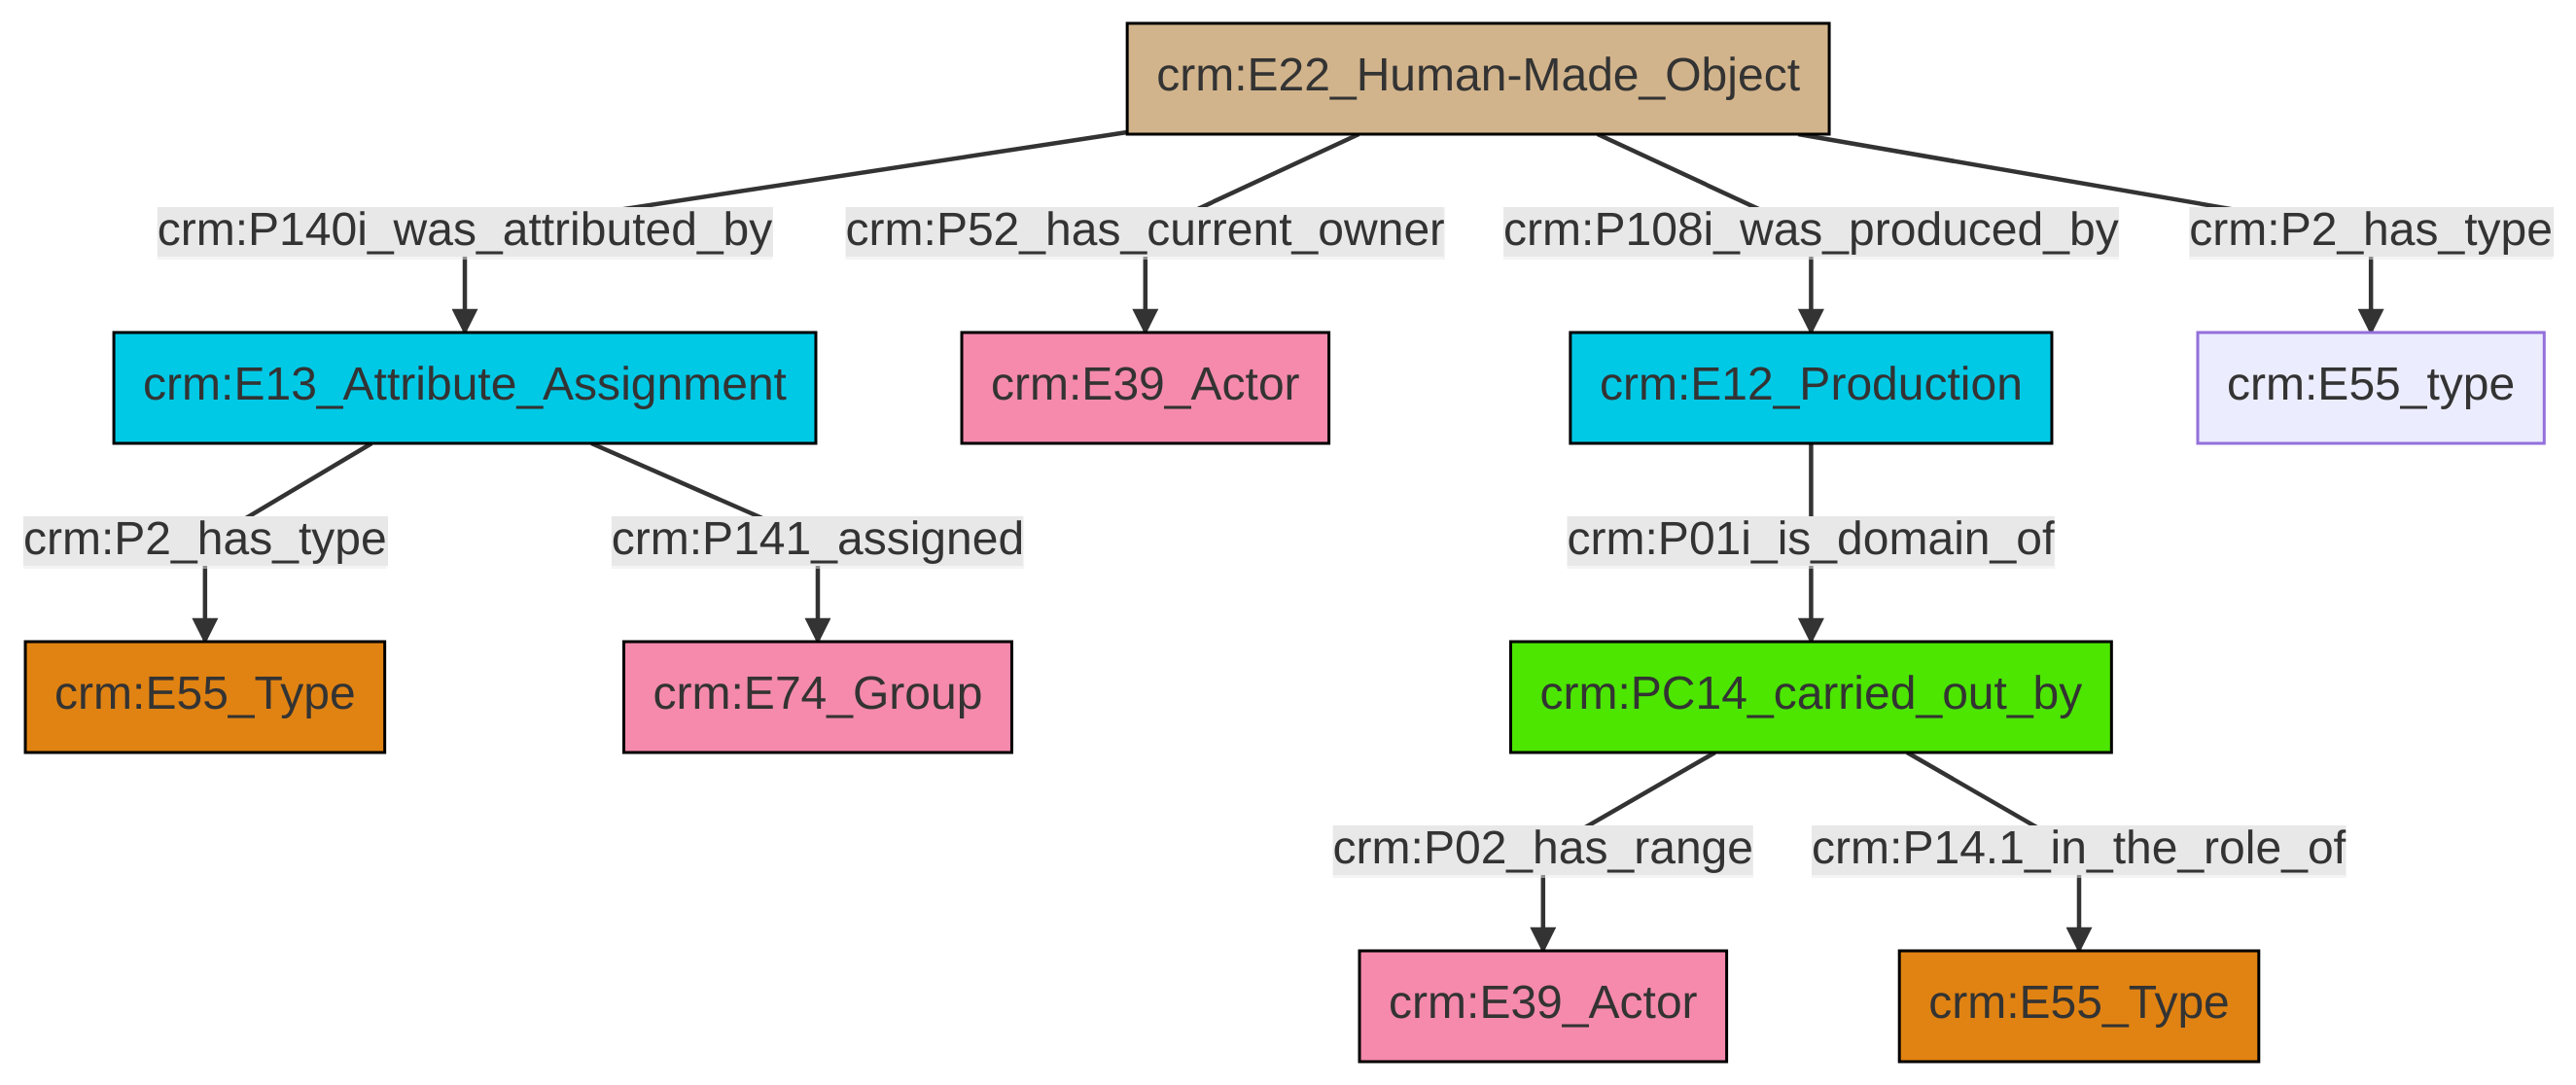 crm:E22_Human-Made_Object
crm:P140i_was_attributed_by
crm:P52_has_current_owner
crm:P108i_was_produced_by
crm:P2_has_type
crm:E13_Attribute_Assignment
crm:E39_Actor
crm:E12_Production
crm:E55_type
crm:P2_has_type
crm:P141_assigned
crm:P01i_is_domain_of
crm:E55_Type
crm:E74_Group
crm:PC14_carried_out_by
crm:P02_has_range
crm:P14.1_in_the_role_of
crm:E39_Actor
crm:E55_Type